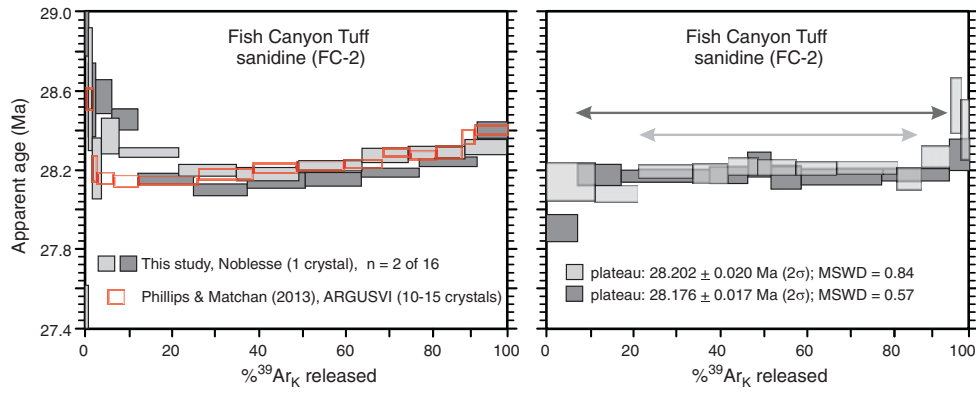 29.0
28.6
28.2
27.8
27.4
Apparent age (Ma)
Fish Canyon Tuff
sanidine (FC-2)
This study, Noblesse (1 crystal), n = 2 of 16
Phillips & Matchan (2013), ARGUSVI (10-15 crystals)
0 20 40 60 80 100
%³⁹Arₖ released
Fish Canyon Tuff
sanidine (FC-2)
plateau: 28.202 ± 0.020 Ma (2σ); MSWD = 0.84
plateau: 28.176 ± 0.017 Ma (2σ); MSWD = 0.57
0 20 40 60 80 100
%³⁹Arₖ released